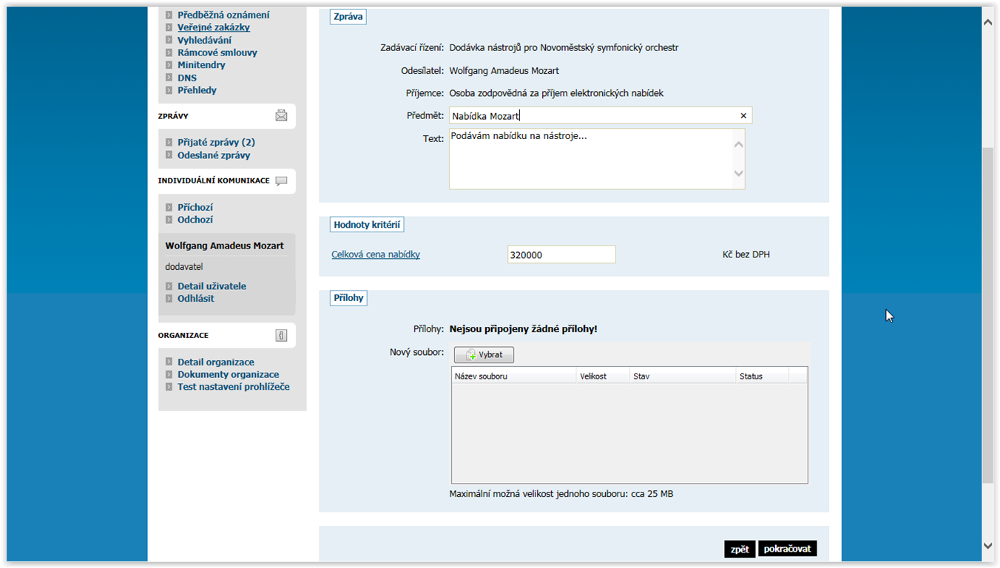 Předběžná oznámení
Veřejné zakázky
Vyhledávání
Rámcové smlouvy
Minitendry
DNS
Přehledy
ZPRÁVY
Přijaté zprávy (2)
Odeslané zprávy
INDIVIDUÁLNÍ KOMUNIKACE
Příchozí
Odchozí
Wolfgang Amadeus Mozart
dodavatel
Detail uživatele
Odhlásit
ORGANIZACE
Detail organizace
Dokumenty organizace
Test nastavení prohlížeče
Zpráva
Zadávací řízení: Dodávka nástrojů pro Novoměstský symfonický orchestr
Odesílatel: Wolfgang Amadeus Mozart
Příjemce: Osoba zodpovědná za příjem elektronických nabídek
Předmět: Nabídka Mozart
Text: Podávám nabídku na nástroje...
Hodnoty kritérií
Celková cena nabídky 320000 Kč bez DPH
Přílohy
Přílohy: Nejsou připojeny žádné přílohy!
Nový soubor: Vybrat
Název souboru Velikost Stav Status
Maximální možná velikost jednoho souboru: cca 25 MB
zpět pokračovat